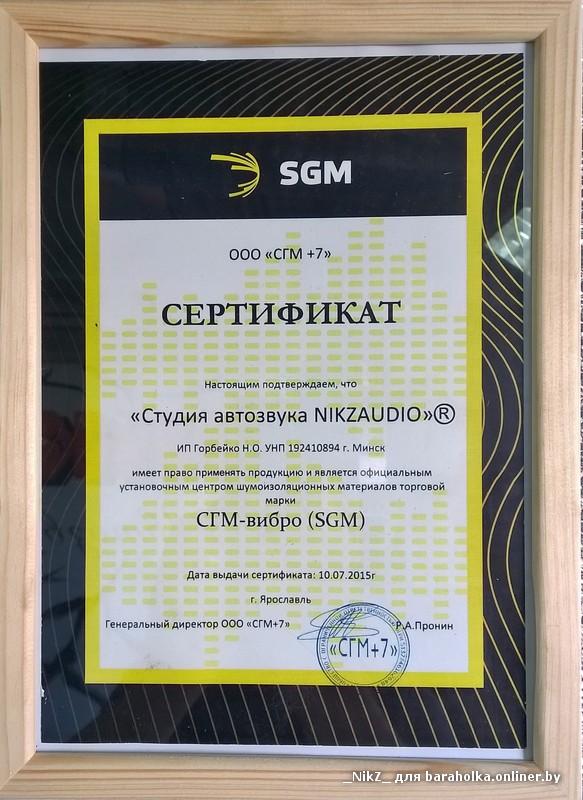 SGM
ООО «СГМ +7»
СЕРТИФИКАТ
Настоящим подтверждаем, что
«Студия автозвука NIKZAUDIO»®
ИП Горбейко Н.О. УНП 192410894 г. Минск
имеет право применять продукцию и является официальным
установочным центром шумоизоляционных материалов торговой
марки
СГМ-вибро (SGM)
Дата выдачи сертификата: 10.07.2015г
г. Ярославль
Генеральный директор ООО «СГМ+7» Р.А.Пронин
«СГМ+7»
_NikZ_ для baraholka.onliner.by